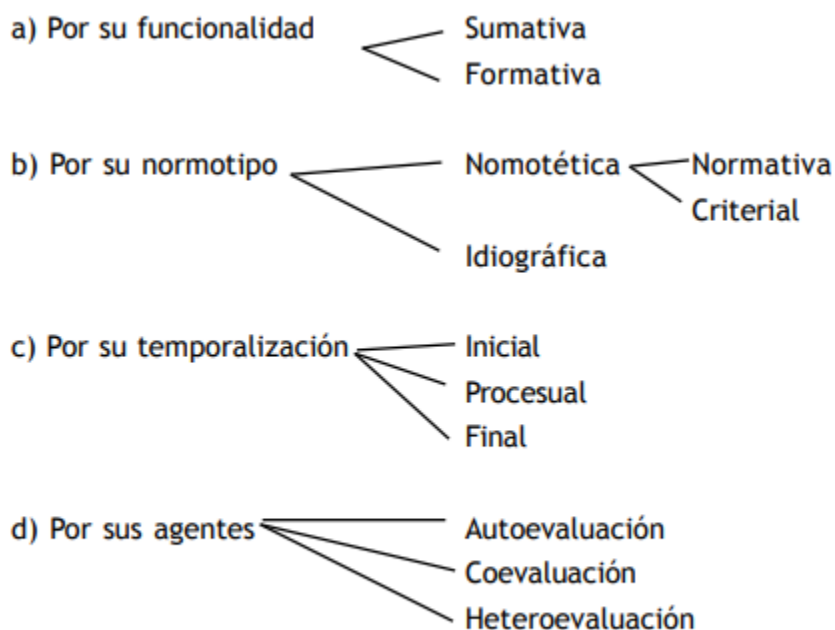 a) Por su funcionalidad Sumativa
Formativa
b) Por su normotipo Nomotética Normativa
Criterial
Idiográfica
c) Por su temporalización Inicial
Procesual
Final
d) Por sus agentes Autoevaluación
Coevaluación
Heteroevaluación